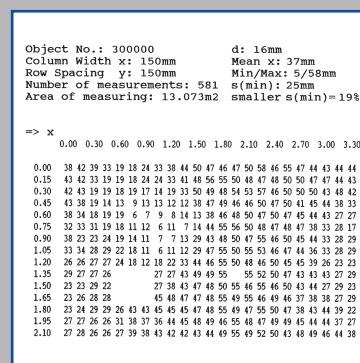 Object No.: 300000 d: 16mm
Column Width x: 150mm Mean x: 37mm
Row Spacing y: 150mm Min/Max: 5/58mm
Number of measurements: 581 s(min): 25mm
Area of measuring: 13.073m2 smaller s(min)=19%
=> x
0.00 0.30 0.60 0.90 1.20 1.50 1.80 2.10 2.40 2.70 3.00 3.30
0.00 38 42 39 33 19 18 24 33 38 44 50 47 46 47 50 58 46 55 47 44 43 44 44
0.15 43 42 33 19 19 18 24 24 33 41 48 56 55 50 48 47 48 50 50 47 47 44 43
0.30 42 43 19 19 18 19 17 14 19 33 50 49 48 54 53 57 46 50 50 50 43 48 42
0.45 43 38 19 14 13 9 13 13 12 12 38 47 49 46 46 50 47 50 41 45 44 38 33
0.60 38 34 18 19 19 6 7 9 8 14 13 38 46 48 50 47 50 47 45 44 43 27 27
0.75 32 33 31 19 18 11 12 6 11 7 14 44 55 56 50 48 47 48 47 38 33 28 17
0.90 38 23 23 24 19 14 11 7 7 13 29 43 48 50 47 55 46 50 45 44 33 28 29
1.05 33 34 28 29 22 18 11 6 11 12 29 47 55 50 55 53 46 47 44 36 33 28 29
1.20 26 26 27 27 24 18 12 18 22 33 44 46 55 50 48 46 50 45 45 39 26 23 23
1.35 29 27 27 26 27 27 43 49 49 55 55 52 50 47 43 43 43 27 29
1.50 23 23 29 22 27 38 43 47 48 50 55 46 55 46 50 43 44 27 29 23
1.65 23 26 28 28 45 48 47 47 48 55 49 55 46 49 46 37 38 38 27 29
1.80 23 24 29 29 26 43 43 45 45 45 47 48 55 49 47 55 50 47 38 43 44 39 22
1.95 27 27 26 26 31 38 37 36 44 45 48 49 46 55 48 47 49 49 45 44 44 37 27
2.10 27 28 26 26 27 39 38 43 42 42 43 44 49 55 49 52 50 43 48 49 46 44 38